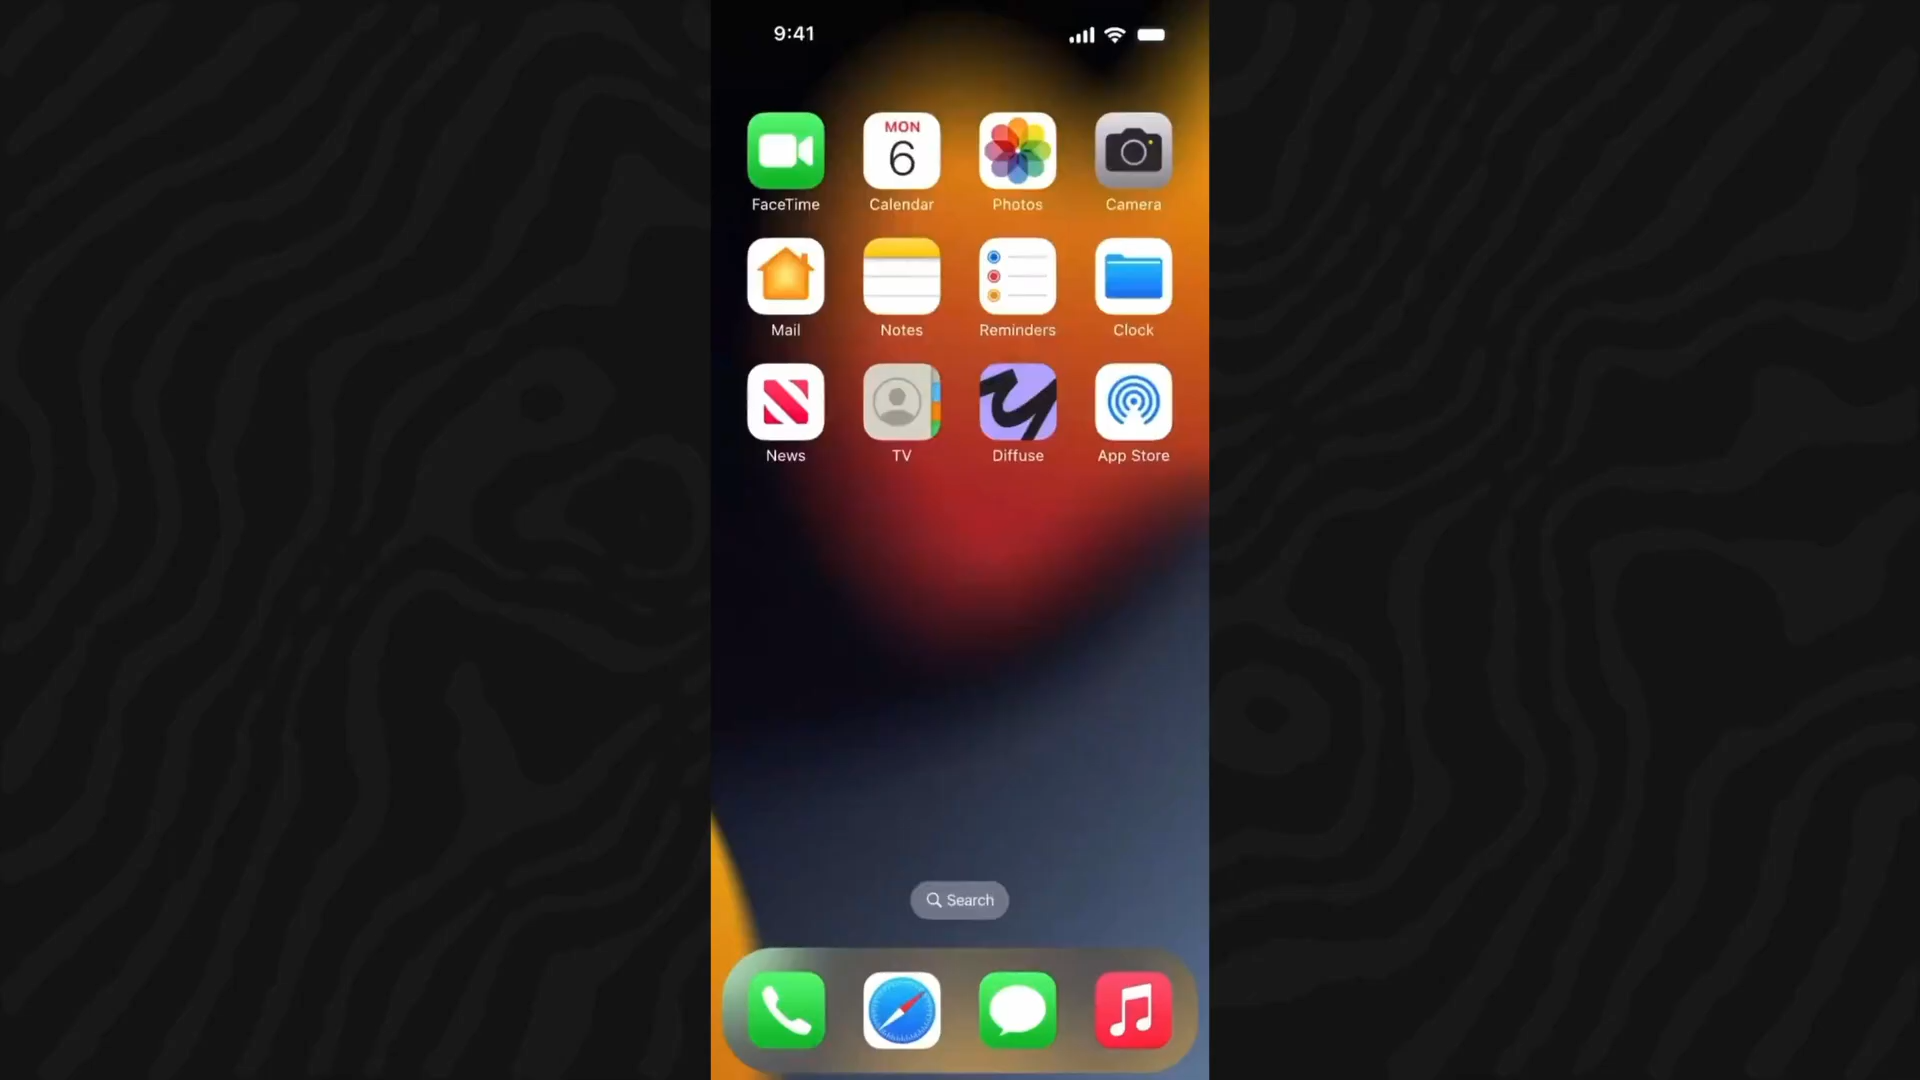 9:41
MON
6
FaceTime
Calendar
Photos
Camera
Mail
Notes
Reminders
Clock
News
TV
Diffuse
App Store
Search